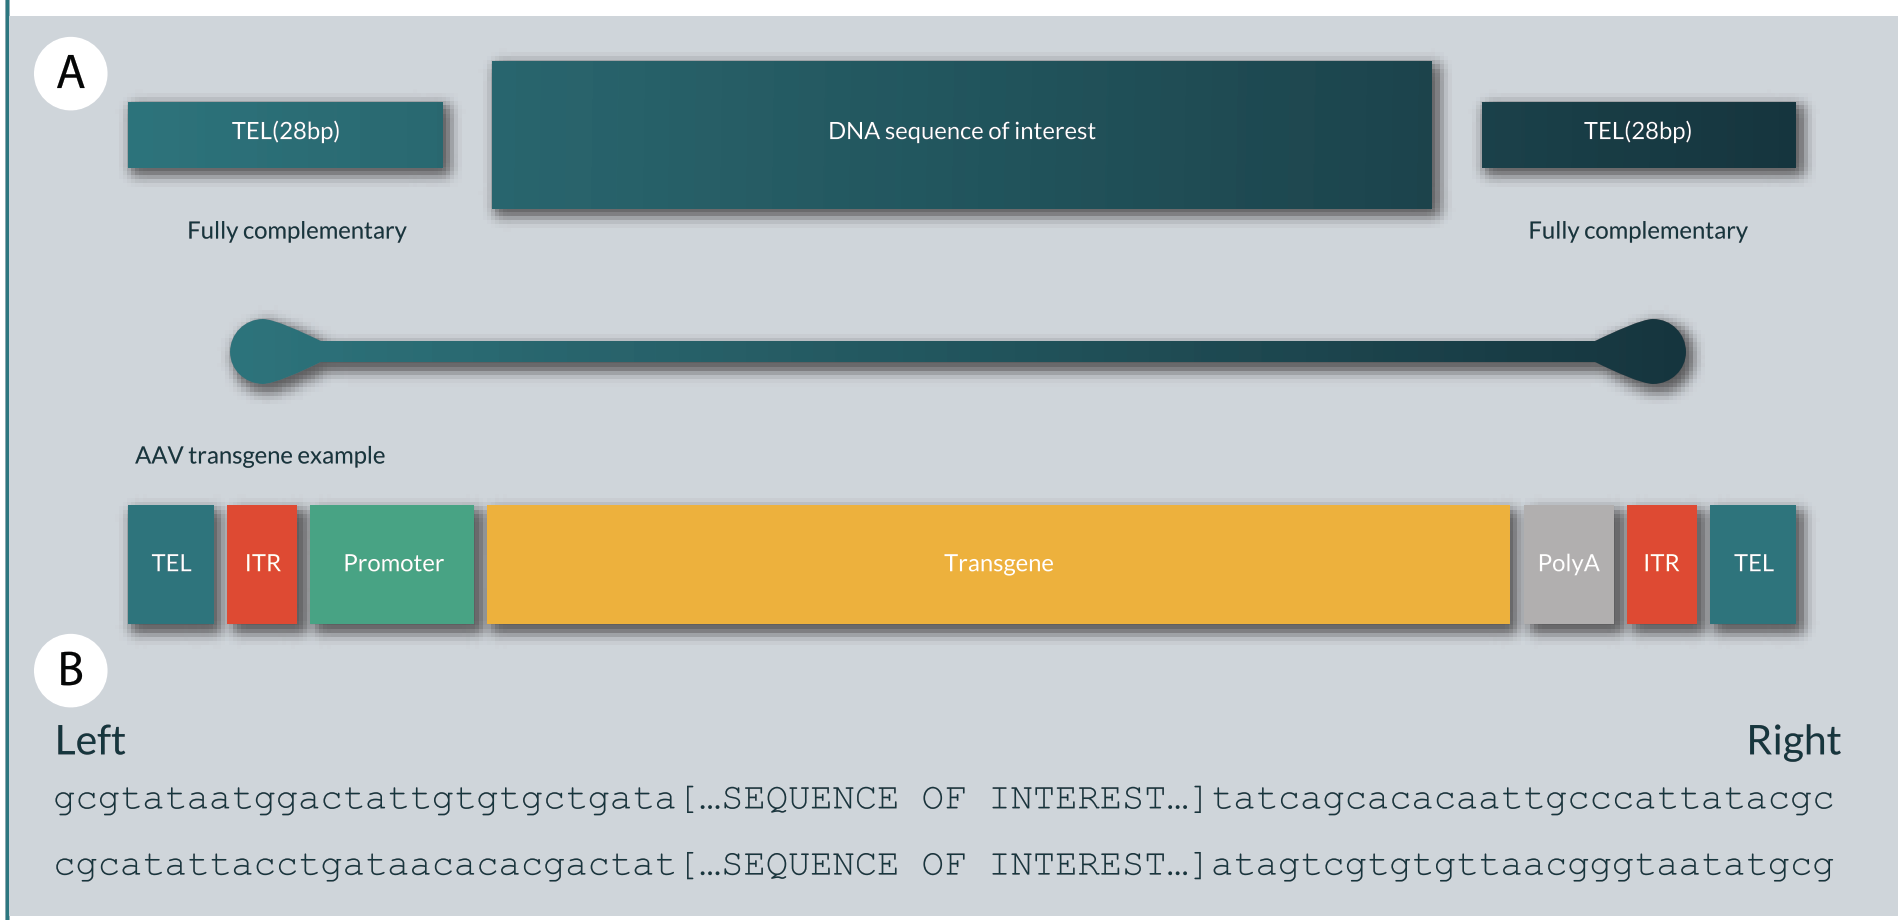 A
TEL(28bp)
DNA sequence of interest
TEL(28bp)
Fully complementary
Fully complementary
AAV transgene example
TEL
ITR
Promoter
Transgene
PolyA
ITR
TEL
B
Left
Right
gcgtataatggactattgtgtgctgata[…SEQUENCE OF INTEREST…]tatcagcacacaattgcccattatacgc
cgcatattacctgataacacacgactat[…SEQUENCE OF INTEREST…]atagtcgtgtgttaacgggtaatatgcg